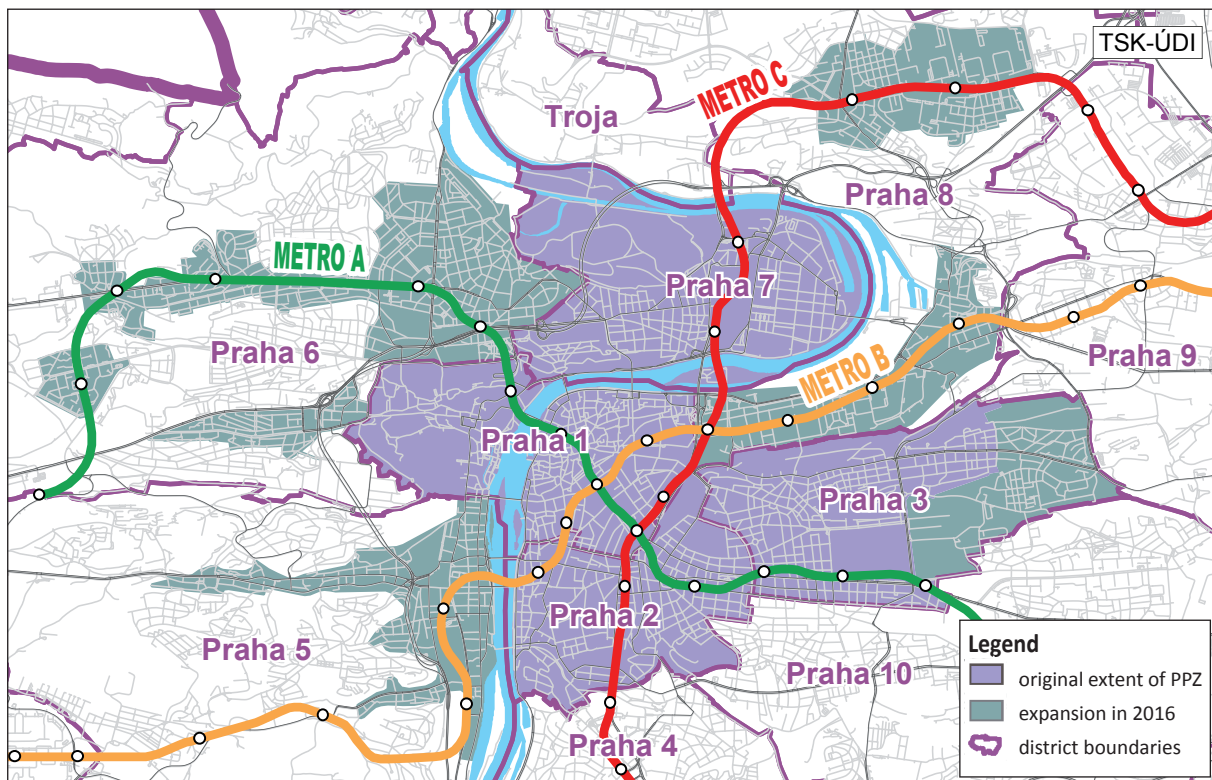 TSK-ÚDI
METRO C
Troja
Praha 8
METRO A
Praha 7
Praha 6
METRO B
Praha 9
Praha 1
Praha 3
Praha 2
Praha 5
Praha 10
Praha 4
Legend
original extent of PPZ
expansion in 2016
district boundaries